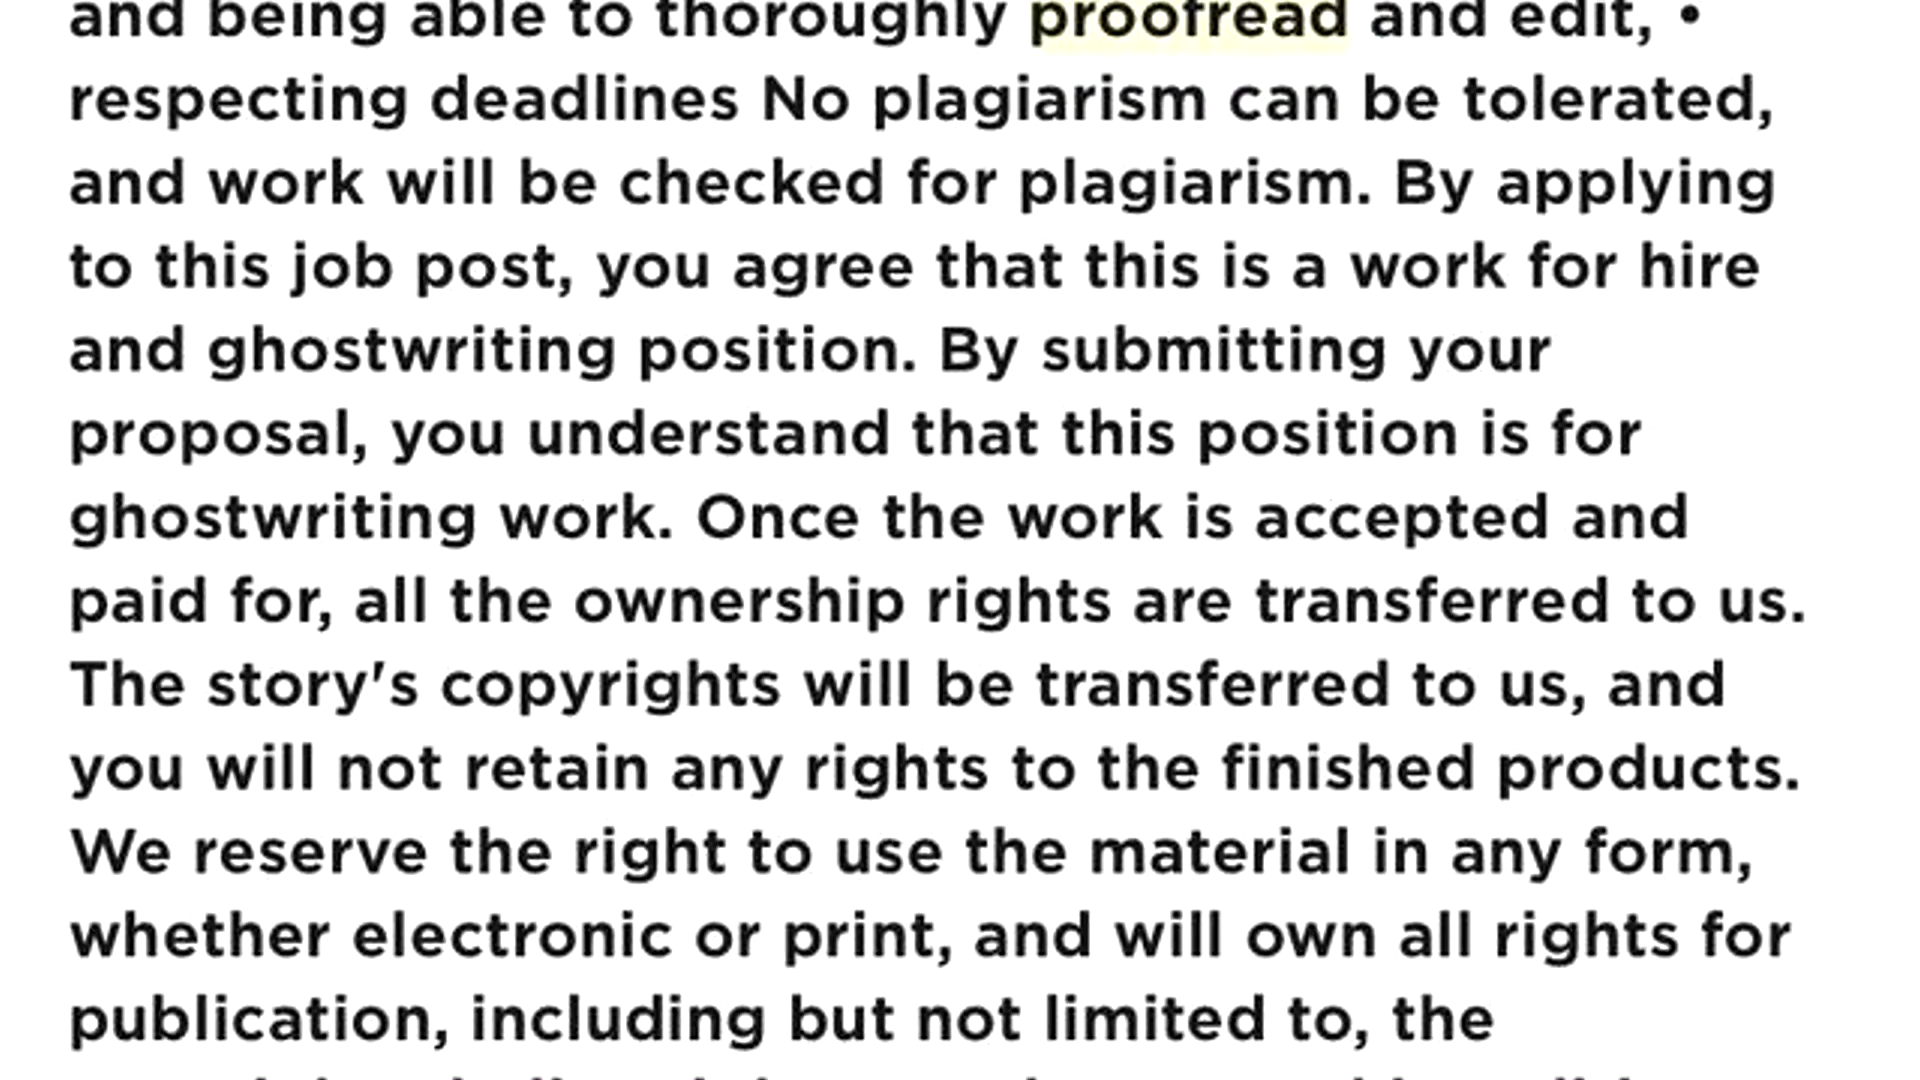 and being able to thoroughly proofread and edit, •
respecting deadlines No plagiarism can be tolerated,
and work will be checked for plagiarism. By applying
to this job post, you agree that this is a work for hire
and ghostwriting position. By submitting your
proposal, you understand that this position is for
ghostwriting work. Once the work is accepted and
paid for, all the ownership rights are transferred to us.
The story's copyrights will be transferred to us, and
you will not retain any rights to the finished products.
We reserve the right to use the material in any form,
whether electronic or print, and will own all rights for
publication, including but not limited to, the